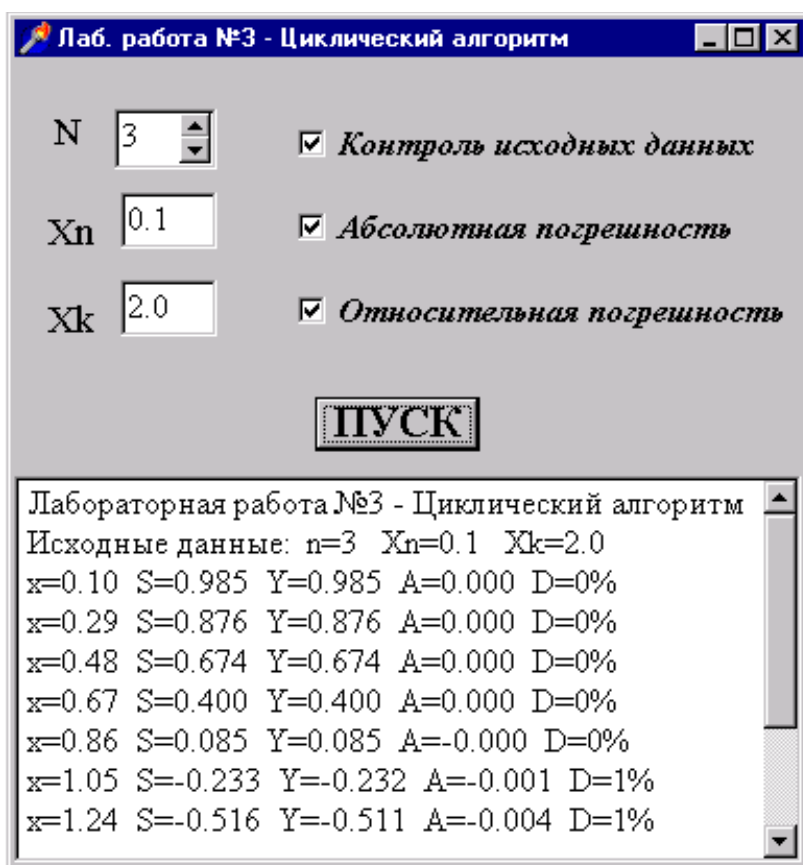 Лаб. работа №3 - Циклический алгоритм
N 3 Контроль исходных данных
Xn 0.1 Абсолютная погрешность
Xk 2.0 Относительная погрешность
ПУСК
Лабораторная работа №3 - Циклический алгоритм
Исходные данные: n=3 Xn=0.1 Xk=2.0
x=0.10 S=0.985 Y=0.985 A=0.000 D=0%
x=0.29 S=0.876 Y=0.876 A=0.000 D=0%
x=0.48 S=0.674 Y=0.674 A=0.000 D=0%
x=0.67 S=0.400 Y=0.400 A=0.000 D=0%
x=0.86 S=0.085 Y=0.085 A=-0.000 D=0%
x=1.05 S=-0.233 Y=-0.232 A=-0.001 D=1%
x=1.24 S=-0.516 Y=-0.511 A=-0.004 D=1%